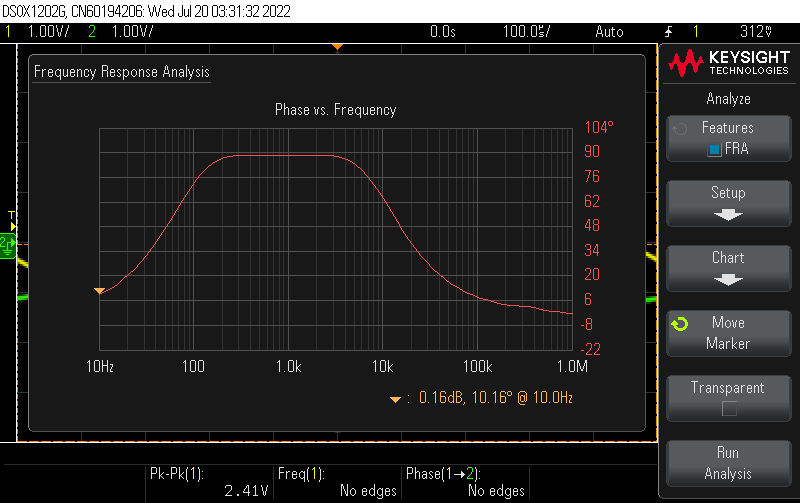 DSOX1202G, CN60194206: Wed Jul 20 03:31:32 2022
1 1.00V/ 2 1.00V/ 0.0s 100.0ms/ Auto 1 312mV
KEYSIGHT
TECHNOLOGIES
Frequency Response Analysis
Phase vs. Frequency
104°
90
76
62
48
34
20
6
-8
-22
10Hz 100 1.0k 10k 100k 1.0M
: 0.16dB, 10.16° @ 10.0Hz
T
2
Analyze
Features
FRA
Setup
Chart
Move
Marker
Transparent
Run
Analysis
Pk-Pk(1): Freq(1): Phase(1→2):
2.41V No edges No edges